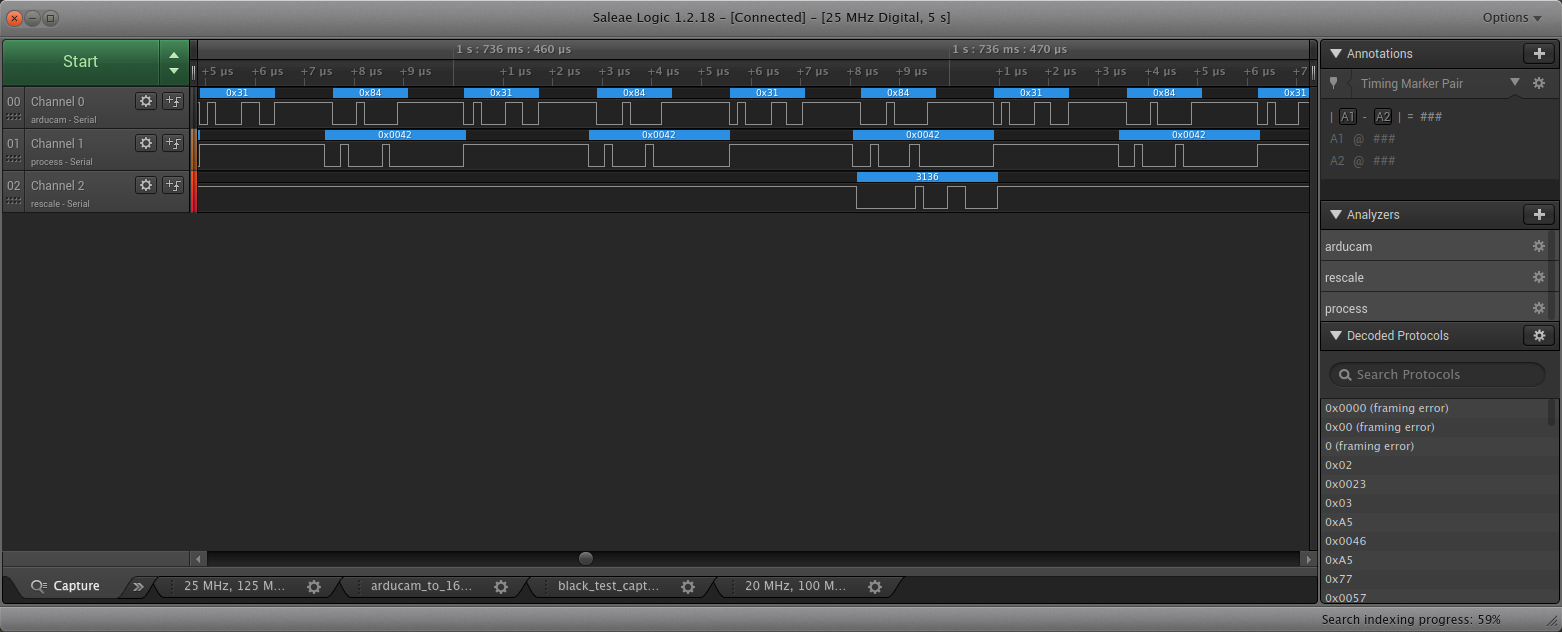 Saleae Logic 1.2.18 – [Connected] – [25 MHz Digital, 5 s]
Options
Start
1 s : 736 ms : 460 µs
1 s : 736 ms : 470 µs
+5 µs +6 µs +7 µs +8 µs +9 µs +1 µs +2 µs +3 µs +4 µs +5 µs +6 µs +7 µs +8 µs +9 µs +1 µs +2 µs +3 µs +4 µs +5 µs +6 µs +7
00 Channel 0
arducam - Serial
0x31 0x84 0x31 0x84 0x31 0x84 0x31 0x84 0x31
01 Channel 1
process - Serial
0x0042 0x0042 0x0042 0x0042
02 Channel 2
rescale - Serial
3136
Annotations
Timing Marker Pair
| A1 - A2 | = ###
A1 @ ###
A2 @ ###
Analyzers
arducam
rescale
process
Decoded Protocols
Search Protocols
0x0000 (framing error)
0x00 (framing error)
0 (framing error)
0x02
0x0023
0x03
0xA5
0x0046
0xA5
0x77
0x0057
Capture
25 MHz, 125 M...
arducam_to_16...
black_test_capt...
20 MHz, 100 M...
Search indexing progress: 59%